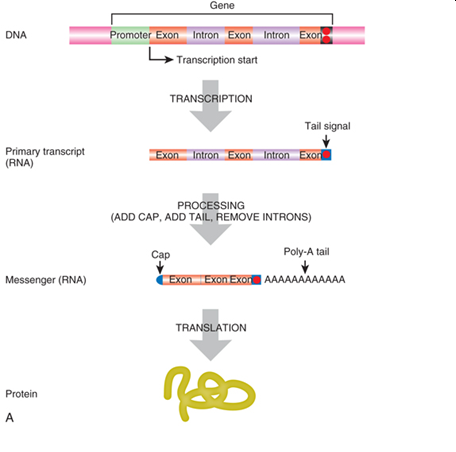 Gene
DNA
Promoter Exon Intron Exon Intron Exon
Transcription start
TRANSCRIPTION
Tail signal
Primary transcript
(RNA)
Exon Intron Exon Intron Exon
PROCESSING
(ADD CAP, ADD TAIL, REMOVE INTRONS)
Cap
Poly-A tail
Messenger (RNA)
Exon Exon Exon AAAAAAAAAAAA
TRANSLATION
Protein
A